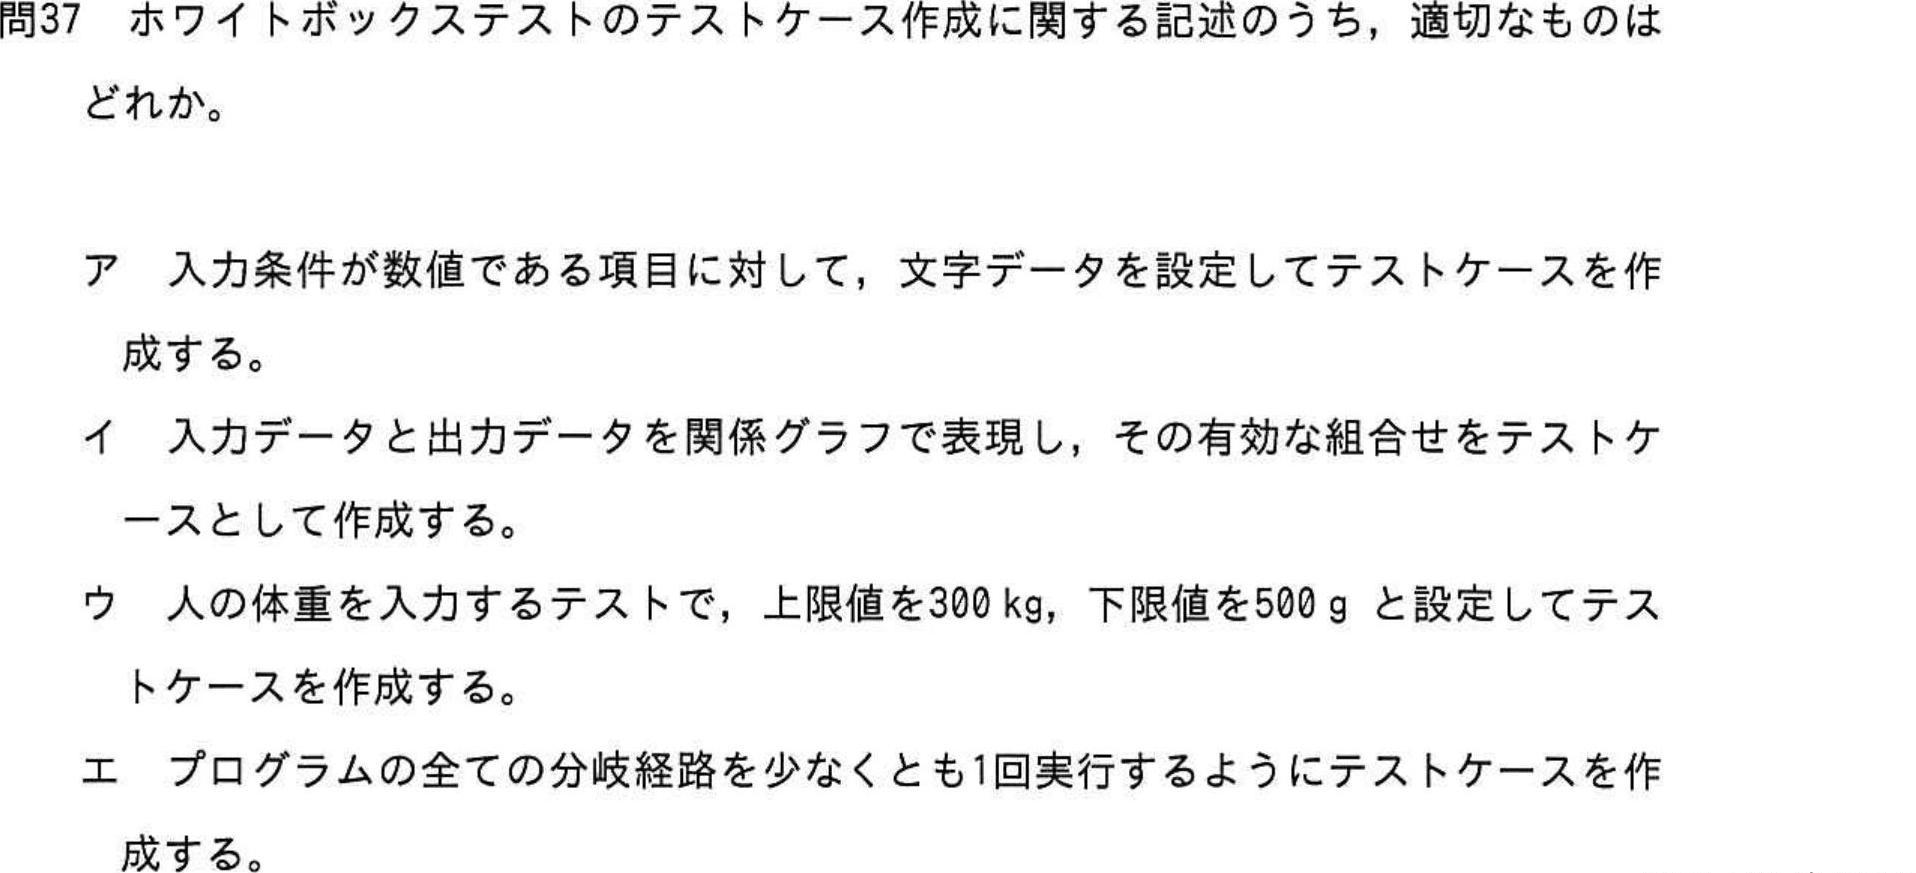 問37　ホワイトボックステストのテストケース作成に関する記述のうち，適切なものは
どれか。
ア　入力条件が数値である項目に対して，文字データを設定してテストケースを作
成する。
イ　入力データと出力データを関係グラフで表現し，その有効な組合せをテストケ
ースとして作成する。
ウ　人の体重を入力するテストで，上限値を300 kg，下限値を500 g と設定してテス
トケースを作成する。
エ　プログラムの全ての分岐経路を少なくとも1回実行するようにテストケースを作
成する。